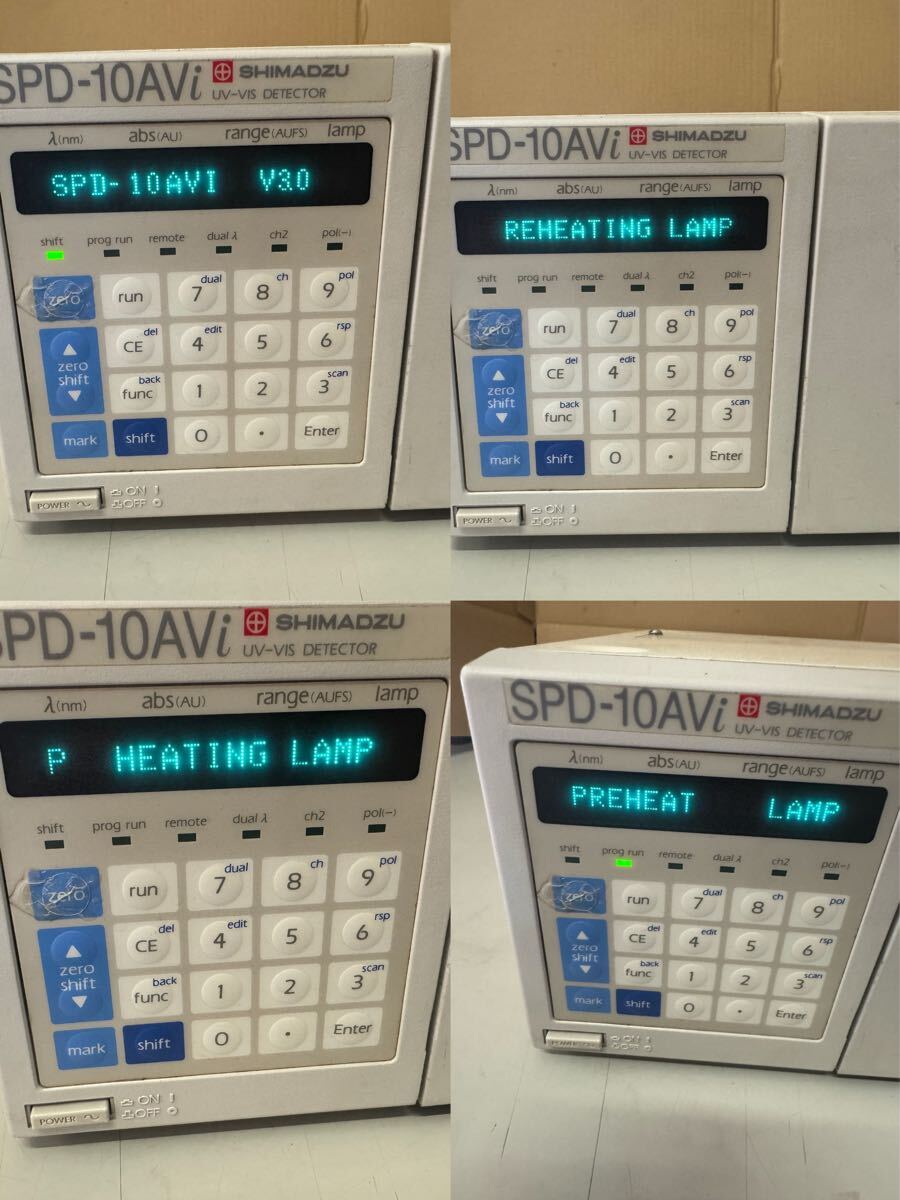 SPD-10AVi SHIMADZU
UV-VIS DETECTOR
λ(nm) abs(AU) range(AUFS) lamp
SPD-10AVI V3.0
shift prog run remote dual λ ch2 pol(-)
zero run 7 dual 8 ch 9 pol
CE del 4 edit 5 6 rsp
zero shift
func back 1 2 3 scan
mark shift 0 . Enter
POWER ON OFF
SPD-10AVi SHIMADZU
UV-VIS DETECTOR
λ(nm) abs(AU) range(AUFS) lamp
REHEATING LAMP
shift prog run remote dual λ ch2 pol(-)
zero run 7 dual 8 ch 9 pol
CE del 4 edit 5 6 rsp
zero shift
func back 1 2 3 scan
mark shift 0 . Enter
POWER ON OFF
SPD-10AVi SHIMADZU
UV-VIS DETECTOR
λ(nm) abs(AU) range(AUFS) lamp
P HEATING LAMP
shift prog run remote dual λ ch2 pol(-)
zero run 7 dual 8 ch 9 pol
CE del 4 edit 5 6 rsp
zero shift
func back 1 2 3 scan
mark shift 0 . Enter
POWER ON OFF
SPD-10AVi SHIMADZU
UV-VIS DETECTOR
λ(nm) abs(AU) range(AUFS) lamp
PREHEAT LAMP
shift prog run remote dual λ ch2 pol(-)
zero run 7 dual 8 ch 9 pol
CE del 4 edit 5 6 rsp
zero shift
func back 1 2 3 scan
mark shift 0 . Enter
POWER ON OFF